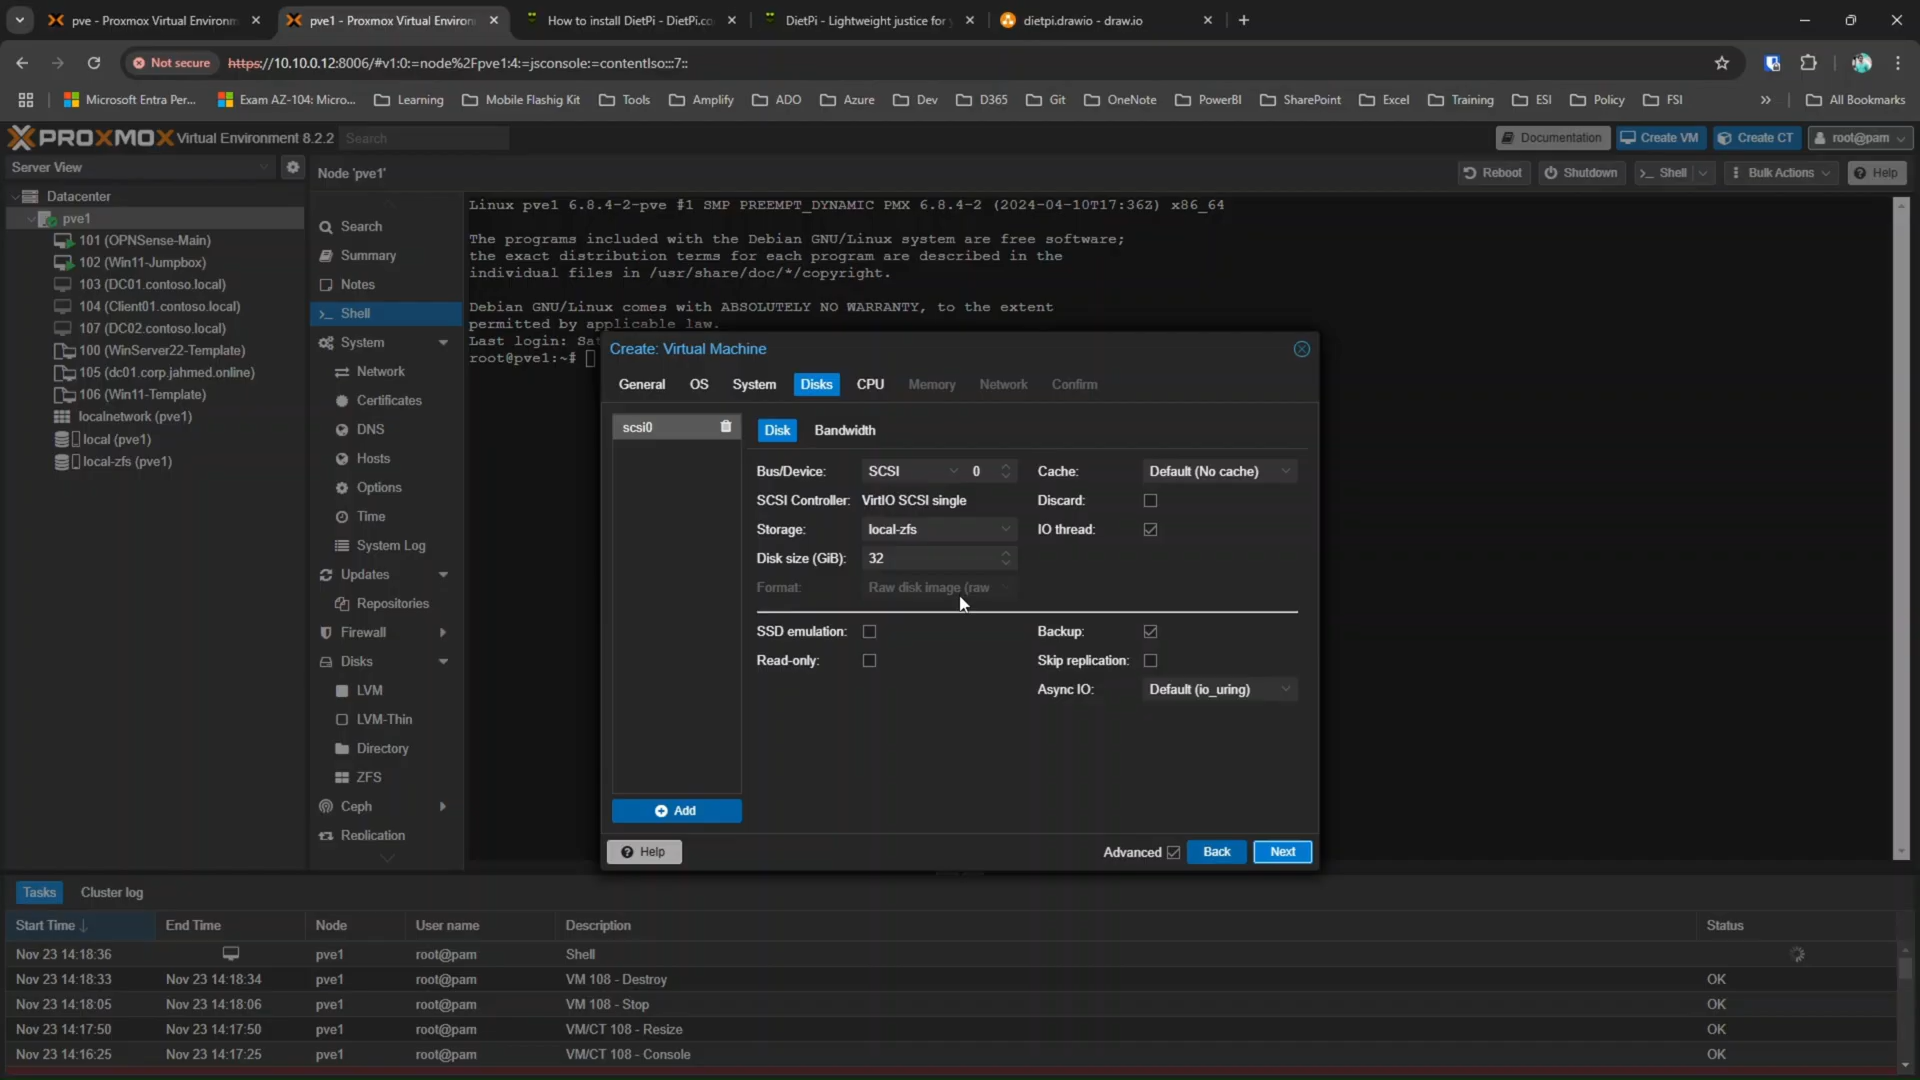 pve - Proxmox Virtual Environm
pve1 - Proxmox Virtual Environ
How to install DietPi - DietPi.co
DietPi - Lightweight justice for
dietpi.drawio - draw.io
Not secure
https://10.10.0.12:8006/#v1:0:=node%2Fpve1:4:=jsconsole:=contentIso:::7::
Microsoft Entra Per...
Exam AZ-104: Micro...
Learning
Mobile Flashig Kit
Tools
Amplify
ADO
Azure
Dev
D365
Git
OneNote
PowerBI
SharePoint
Excel
Training
ESI
Policy
FSI
All Bookmarks
PROXMOX Virtual Environment 8.2.2
Search
Documentation
Create VM
Create CT
root@pam
Server View
Node 'pve1'
Reboot
Shutdown
Shell
Bulk Actions
Help
Datacenter
pve1
101 (OPNSense-Main)
102 (Win11-Jumpbox)
103 (DC01.contoso.local)
104 (Client01.contoso.local)
107 (DC02.contoso.local)
100 (WinServer22-Template)
105 (dc01.corp.jahmed.online)
106 (Win11-Template)
localnetwork (pve1)
local (pve1)
local-zfs (pve1)
Search
Summary
Notes
Shell
System
Network
Certificates
DNS
Hosts
Options
Time
System Log
Updates
Repositories
Firewall
Disks
LVM
LVM-Thin
Directory
ZFS
Ceph
Replication
Linux pve1 6.8.4-2-pve #1 SMP PREEMPT_DYNAMIC PMX 6.8.4-2 (2024-04-10T17:36Z) x86_64
The programs included with the Debian GNU/Linux system are free software;
the exact distribution terms for each program are described in the
individual files in /usr/share/doc/*/copyright.
Debian GNU/Linux comes with ABSOLUTELY NO WARRANTY, to the extent
permitted by applicable law.
Last login: Sa
root@pve1:~#
Create: Virtual Machine
General
OS
System
Disks
CPU
Memory
Network
Confirm
scsi0
Disk
Bandwidth
Bus/Device:
SCSI
0
Cache:
Default (No cache)
SCSI Controller:
VirtIO SCSI single
Discard:
Storage:
local-zfs
IO thread:
Disk size (GiB):
32
Format:
Raw disk image (raw
SSD emulation:
Backup:
Read-only:
Skip replication:
Async IO:
Default (io_uring)
Add
Help
Advanced
Back
Next
Tasks
Cluster log
Start Time
End Time
Node
User name
Description
Status
Nov 23 14:18:36
pve1
root@pam
Shell
Nov 23 14:18:33
Nov 23 14:18:34
pve1
root@pam
VM 108 - Destroy
OK
Nov 23 14:18:05
Nov 23 14:18:06
pve1
root@pam
VM 108 - Stop
OK
Nov 23 14:17:50
Nov 23 14:17:50
pve1
root@pam
VM/CT 108 - Resize
OK
Nov 23 14:16:25
Nov 23 14:17:25
pve1
root@pam
VM/CT 108 - Console
OK